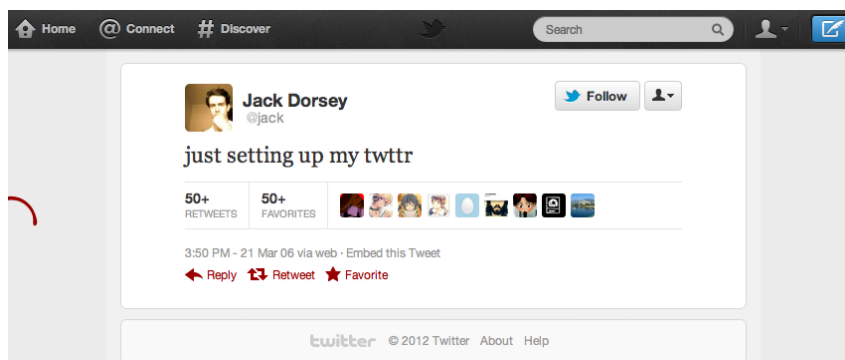 Home Connect Discover Search
Jack Dorsey
@jack
Follow
just setting up my twttr
50+ 50+
RETWEETS FAVORITES
3:50 PM - 21 Mar 06 via web · Embed this Tweet
Reply Retweet Favorite
twitter © 2012 Twitter About Help